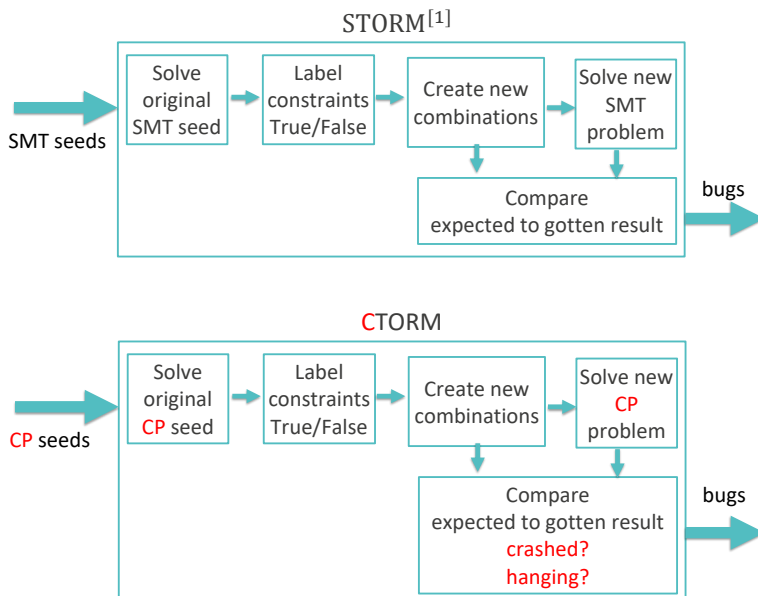 STORM[1]
Solve
original
SMT seed
Label
constraints
True/False
Create new
combinations
Solve new
SMT
problem
SMT seeds
Compare
expected to gotten result
bugs
CTORM
Solve
original
CP seed
Label
constraints
True/False
Create new
combinations
Solve new
CP
problem
CP seeds
Compare
expected to gotten result
crashed?
hanging?
bugs